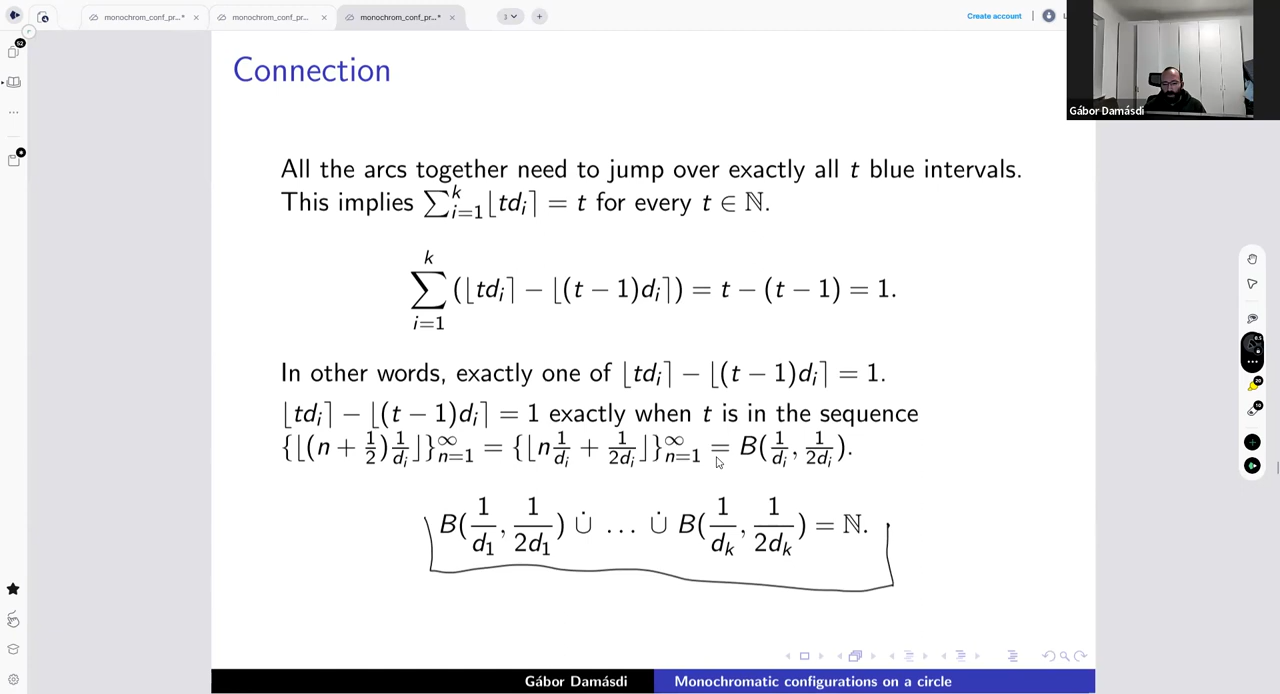 monochrom_conf_pr...* × monochrom_conf_pr... × monochrom_conf_pr...* × 3 +
Create account
Gábor Damásdi
Connection
All the arcs together need to jump over exactly all t blue intervals.
This implies ∑_{i=1}^{k} ⌊td_i⌉ = t for every t ∈ ℕ.
∑_{i=1}^{k} (⌊td_i⌉ − ⌊(t − 1)d_i⌉) = t − (t − 1) = 1.
In other words, exactly one of ⌊td_i⌉ − ⌊(t − 1)d_i⌉ = 1.
⌊td_i⌉ − ⌊(t − 1)d_i⌉ = 1 exactly when t is in the sequence
{⌊(n + 1/2) 1/d_i⌋}_{n=1}^{∞} = {⌊n 1/d_i + 1/2d_i⌋}_{n=1}^{∞} = B(1/d_i, 1/2d_i).
B(1/d_1, 1/2d_1) ∪̇ … ∪̇ B(1/d_k, 1/2d_k) = ℕ.
Gábor Damásdi Monochromatic configurations on a circle